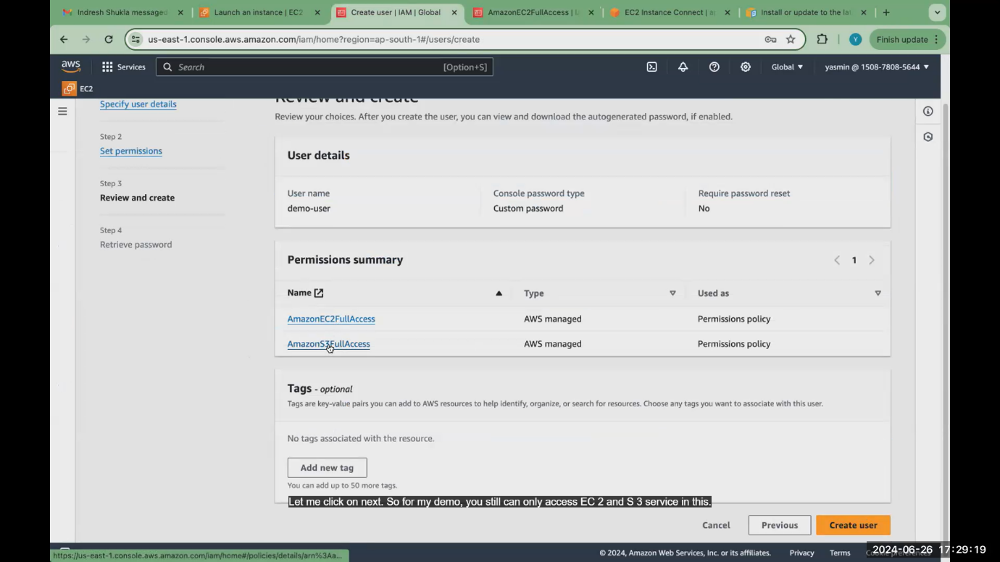 Indresh Shukla messaged
Launch an instance | EC2
Create user | IAM | Global
AmazonEC2FullAccess | I
EC2 Instance Connect | a
Install or update to the la
us-east-1.console.aws.amazon.com/iam/home?region=ap-south-1#/users/create
Y
Finish update
aws
Services
Search
[Option+S]
Global
yasmin @ 1508-7808-5644
EC2
Specify user details
Step 2
Set permissions
Step 3
Review and create
Step 4
Retrieve password
Review and create
Review your choices. After you create the user, you can view and download the autogenerated password, if enabled.
User details
User name
demo-user
Console password type
Custom password
Require password reset
No
Permissions summary
1
Name
Type
Used as
AmazonEC2FullAccess
AWS managed
Permissions policy
AmazonS3FullAccess
AWS managed
Permissions policy
Tags - optional
Tags are key-value pairs you can add to AWS resources to help identify, organize, or search for resources. Choose any tags you want to associate with this user.
No tags associated with the resource.
Add new tag
You can add up to 50 more tags.
Let me click on next. So for my demo, you still can only access EC 2 and S 3 service in this.
Cancel
Previous
Create user
https://us-east-1.console.aws.amazon.com/iam/home#/policies/details/arn%3Aa...
© 2024, Amazon Web Services, Inc. or its affiliates.
Privacy
Terms
2024-06-26 17:29:19